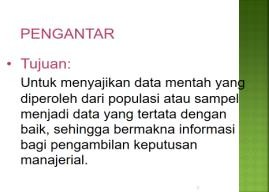 PENGANTAR
• Tujuan:
Untuk menyajikan data mentah yang
diperoleh dari populasi atau sampel
menjadi data yang tertata dengan
baik, sehingga bermakna informasi
bagi pengambilan keputusan
manajerial.